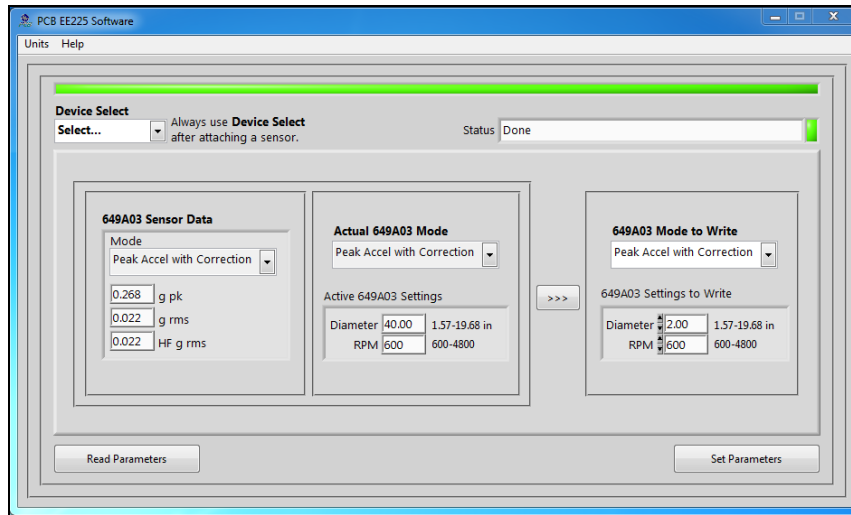 PCB EE225 Software
Units Help
Device Select
Select...
Always use Device Select
after attaching a sensor.
Status Done
649A03 Sensor Data
Mode
Peak Accel with Correction
0.268 g pk
0.022 g rms
0.022 HF g rms
Actual 649A03 Mode
Peak Accel with Correction
Active 649A03 Settings
Diameter 40.00 1.57-19.68 in
RPM 600 600-4800
>>>
649A03 Mode to Write
Peak Accel with Correction
649A03 Settings to Write
Diameter 2.00 1.57-19.68 in
RPM 600 600-4800
Read Parameters
Set Parameters